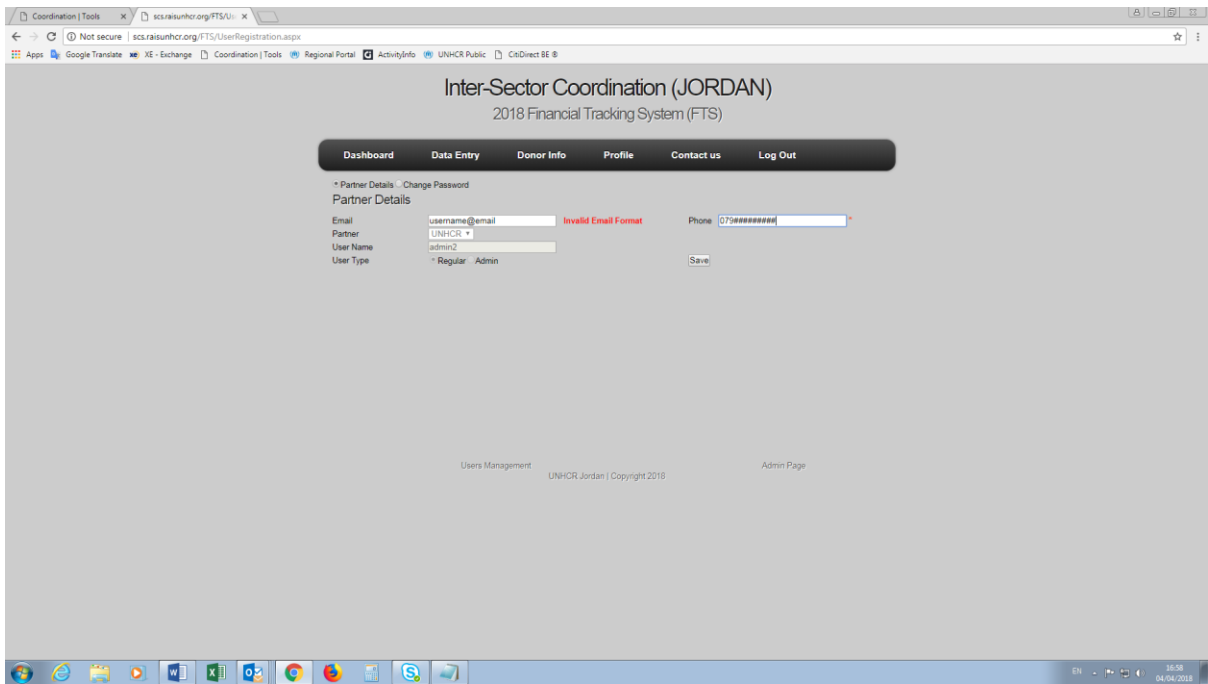 Coordination | Tools
scs.raisunhcr.org/FTS/Us
Not secure | scs.raisunhcr.org/FTS/UserRegistration.aspx
Apps Google Translate XE - Exchange Coordination | Tools Regional Portal ActivityInfo UNHCR Public CitiDirect BE ®
Inter-Sector Coordination (JORDAN)
2018 Financial Tracking System (FTS)
Dashboard Data Entry Donor Info Profile Contact us Log Out
Partner Details Change Password
Partner Details
Email username@email Invalid Email Format Phone 079######### *
Partner UNHCR
User Name admin2
User Type Regular Admin Save
Users Management Admin Page
UNHCR Jordan | Copyright 2018
EN 16:58
04/04/2018